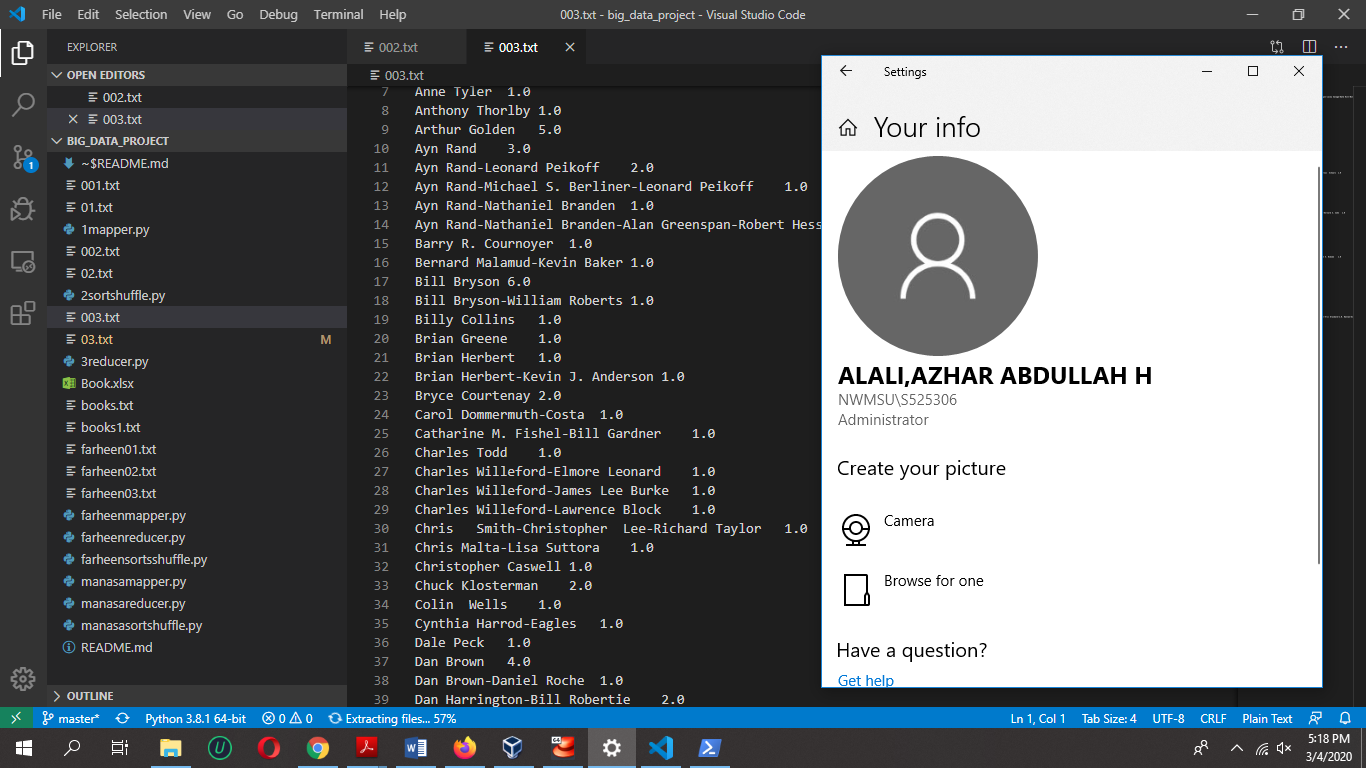 File Edit Selection View Go Debug Terminal Help 003.txt - big_data_project - Visual Studio Code
EXPLORER
OPEN EDITORS
002.txt
003.txt
BIG_DATA_PROJECT
~$README.md
001.txt
01.txt
1mapper.py
002.txt
02.txt
2sortshuffle.py
003.txt
03.txt M
3reducer.py
Book.xlsx
books.txt
books1.txt
farheen01.txt
farheen02.txt
farheen03.txt
farheenmapper.py
farheenreducer.py
farheensortsshuffle.py
manasamapper.py
manasareducer.py
manasasortshuffle.py
README.md
OUTLINE
1
002.txt 003.txt
003.txt
7 Anne Tyler 1.0
8 Anthony Thorlby 1.0
9 Arthur Golden 5.0
10 Ayn Rand 3.0
11 Ayn Rand-Leonard Peikoff 2.0
12 Ayn Rand-Michael S. Berliner-Leonard Peikoff 1.0
13 Ayn Rand-Nathaniel Branden 1.0
14 Ayn Rand-Nathaniel Branden-Alan Greenspan-Robert Hess
15 Barry R. Cournoyer 1.0
16 Bernard Malamud-Kevin Baker 1.0
17 Bill Bryson 6.0
18 Bill Bryson-William Roberts 1.0
19 Billy Collins 1.0
20 Brian Greene 1.0
21 Brian Herbert 1.0
22 Brian Herbert-Kevin J. Anderson 1.0
23 Bryce Courtenay 2.0
24 Carol Dommermuth-Costa 1.0
25 Catharine M. Fishel-Bill Gardner 1.0
26 Charles Todd 1.0
27 Charles Willeford-Elmore Leonard 1.0
28 Charles Willeford-James Lee Burke 1.0
29 Charles Willeford-Lawrence Block 1.0
30 Chris Smith-Christopher Lee-Richard Taylor 1.0
31 Chris Malta-Lisa Suttora 1.0
32 Christopher Caswell 1.0
33 Chuck Klosterman 2.0
34 Colin Wells 1.0
35 Cynthia Harrod-Eagles 1.0
36 Dale Peck 1.0
37 Dan Brown 4.0
38 Dan Brown-Daniel Roche 1.0
39 Dan Harrington-Bill Robertie 2.0
Settings
Your info
ALALI,AZHAR ABDULLAH H
NWMSU\S525306
Administrator
Create your picture
Camera
Browse for one
Have a question?
Get help
master* Python 3.8.1 64-bit 0 0 Extracting files... 57% Ln 1, Col 1 Tab Size: 4 UTF-8 CRLF Plain Text
5:18 PM
3/4/2020